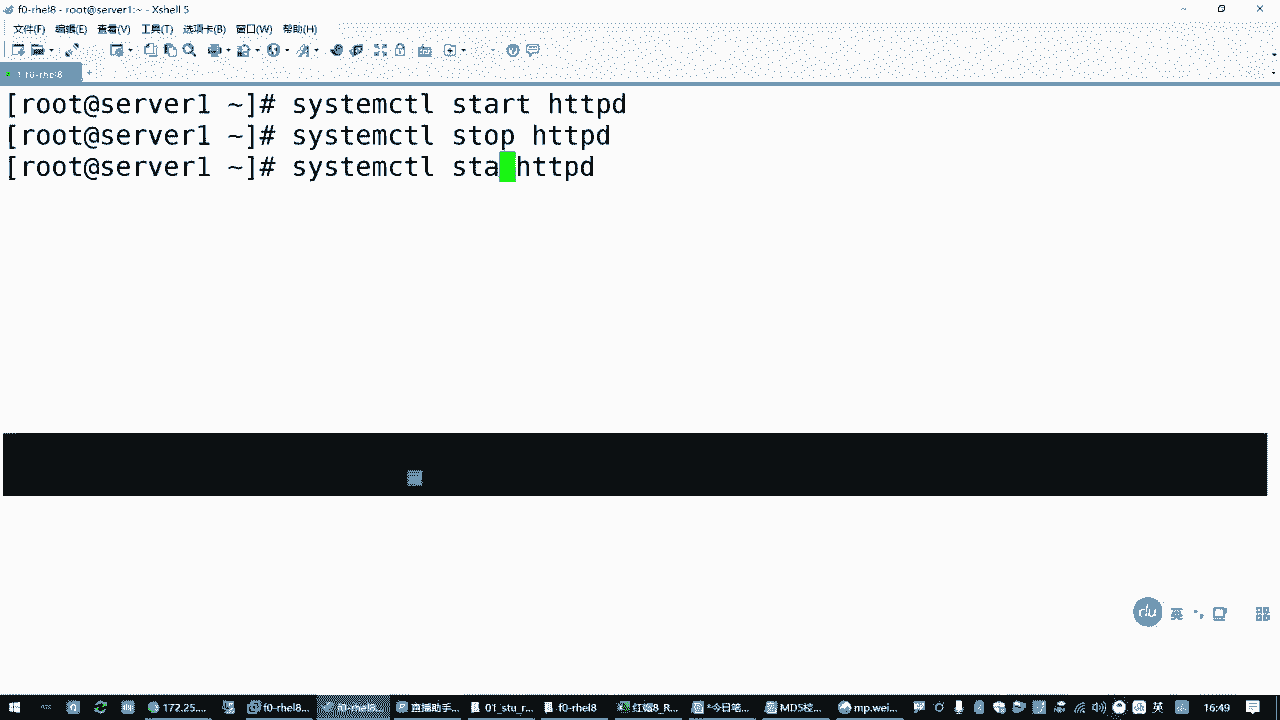 f0-rhel8 - root@server1:~ - Xshell 5
文件(F) 编辑(E) 查看(V) 工具(T) 选项卡(B) 窗口(W) 帮助(H)
1 f0-rhel8 +
[root@server1 ~]# systemctl start httpd
[root@server1 ~]# systemctl stop httpd
[root@server1 ~]# systemctl sta httpd
du 英
172.25.... f0-rhel8... f0-rhel8... 直播助手... 01_stu_r... f0-rhel8 红帽8_R... *今日笔... MD5校... mp.wei... 英 16:49